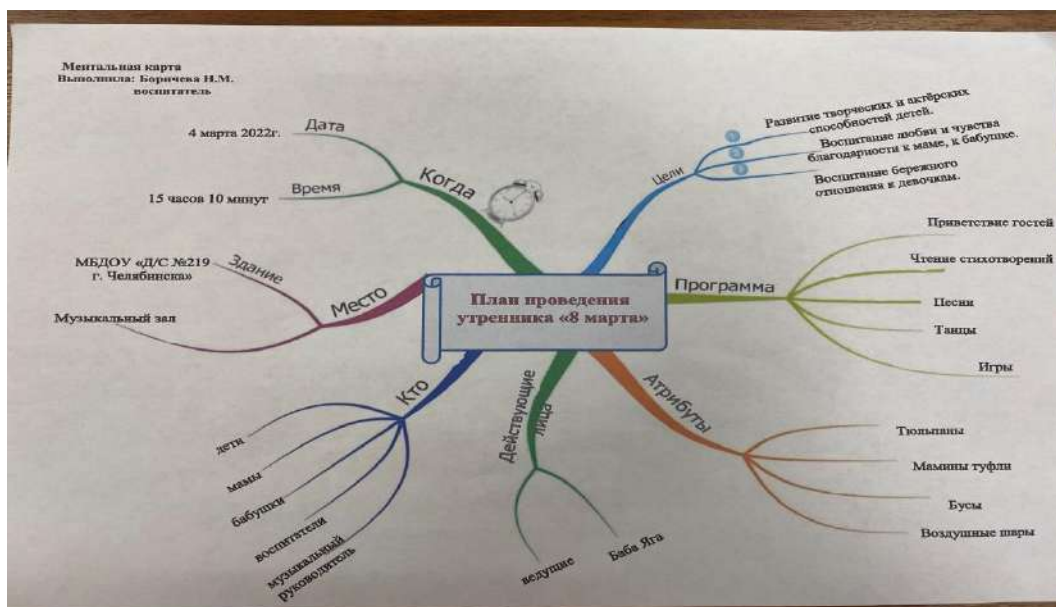 Ментальная карта
Выполнила: Боричева Н.М.
воспитатель
План проведения
утренника «8 марта»
Когда
Дата
4 марта 2022г.
Время
15 часов 10 минут
Место
Здание
МБДОУ «Д/С №219
г. Челябинска»
Музыкальный зал
Кто
дети
мамы
бабушки
воспитатели
музыкальный
руководитель
Действующие
лица
ведущие
Баба Яга
Атрибуты
Тюльпаны
Мамины туфли
Бусы
Воздушные шары
Программа
Приветствие гостей
Чтение стихотворений
Песни
Танцы
Игры
Цели
Развитие творческих и актёрских
способностей детей.
Воспитание любви и чувства
благодарности к маме, к бабушке.
Воспитание бережного
отношения к девочкам.